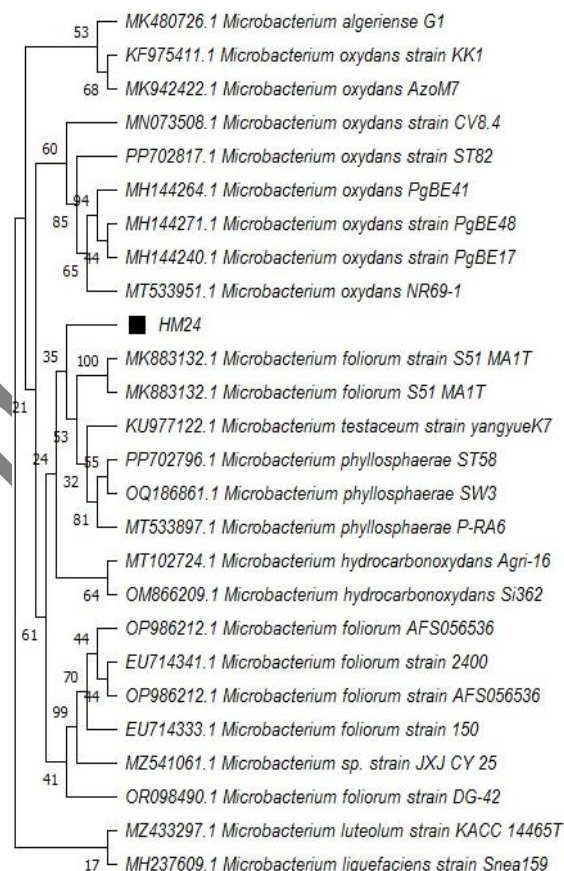 MK480726.1 Microbacterium algeriense G1
53
KF975411.1 Microbacterium oxydans strain KK1
68
MK942422.1 Microbacterium oxydans AzoM7
MN073508.1 Microbacterium oxydans strain CV8.4
60
PP702817.1 Microbacterium oxydans strain ST82
MH144264.1 Microbacterium oxydans PgBE41
94
85
MH144271.1 Microbacterium oxydans strain PgBE48
44
MH144240.1 Microbacterium oxydans strain PgBE17
65
MT533951.1 Microbacterium oxydans NR69-1
HM24
35
100
MK883132.1 Microbacterium foliorum strain S51 MA1T
MK883132.1 Microbacterium foliorum S51 MA1T
21
KU977122.1 Microbacterium testaceum strain yangyueK7
53
24
55
PP702796.1 Microbacterium phyllosphaerae ST58
32
OQ186861.1 Microbacterium phyllosphaerae SW3
81
MT533897.1 Microbacterium phyllosphaerae P-RA6
MT102724.1 Microbacterium hydrocarbonoxydans Agri-16
64
OM866209.1 Microbacterium hydrocarbonoxydans Si362
OP986212.1 Microbacterium foliorum AFS056536
61
44
EU714341.1 Microbacterium foliorum strain 2400
70
44
OP986212.1 Microbacterium foliorum strain AFS056536
99
EU714333.1 Microbacterium foliorum strain 150
MZ541061.1 Microbacterium sp. strain JXJ CY 25
41
OR098490.1 Microbacterium foliorum strain DG-42
MZ433297.1 Microbacterium luteolum strain KACC 14465T
17
MH237609.1 Microbacterium liquefaciens strain Snea159